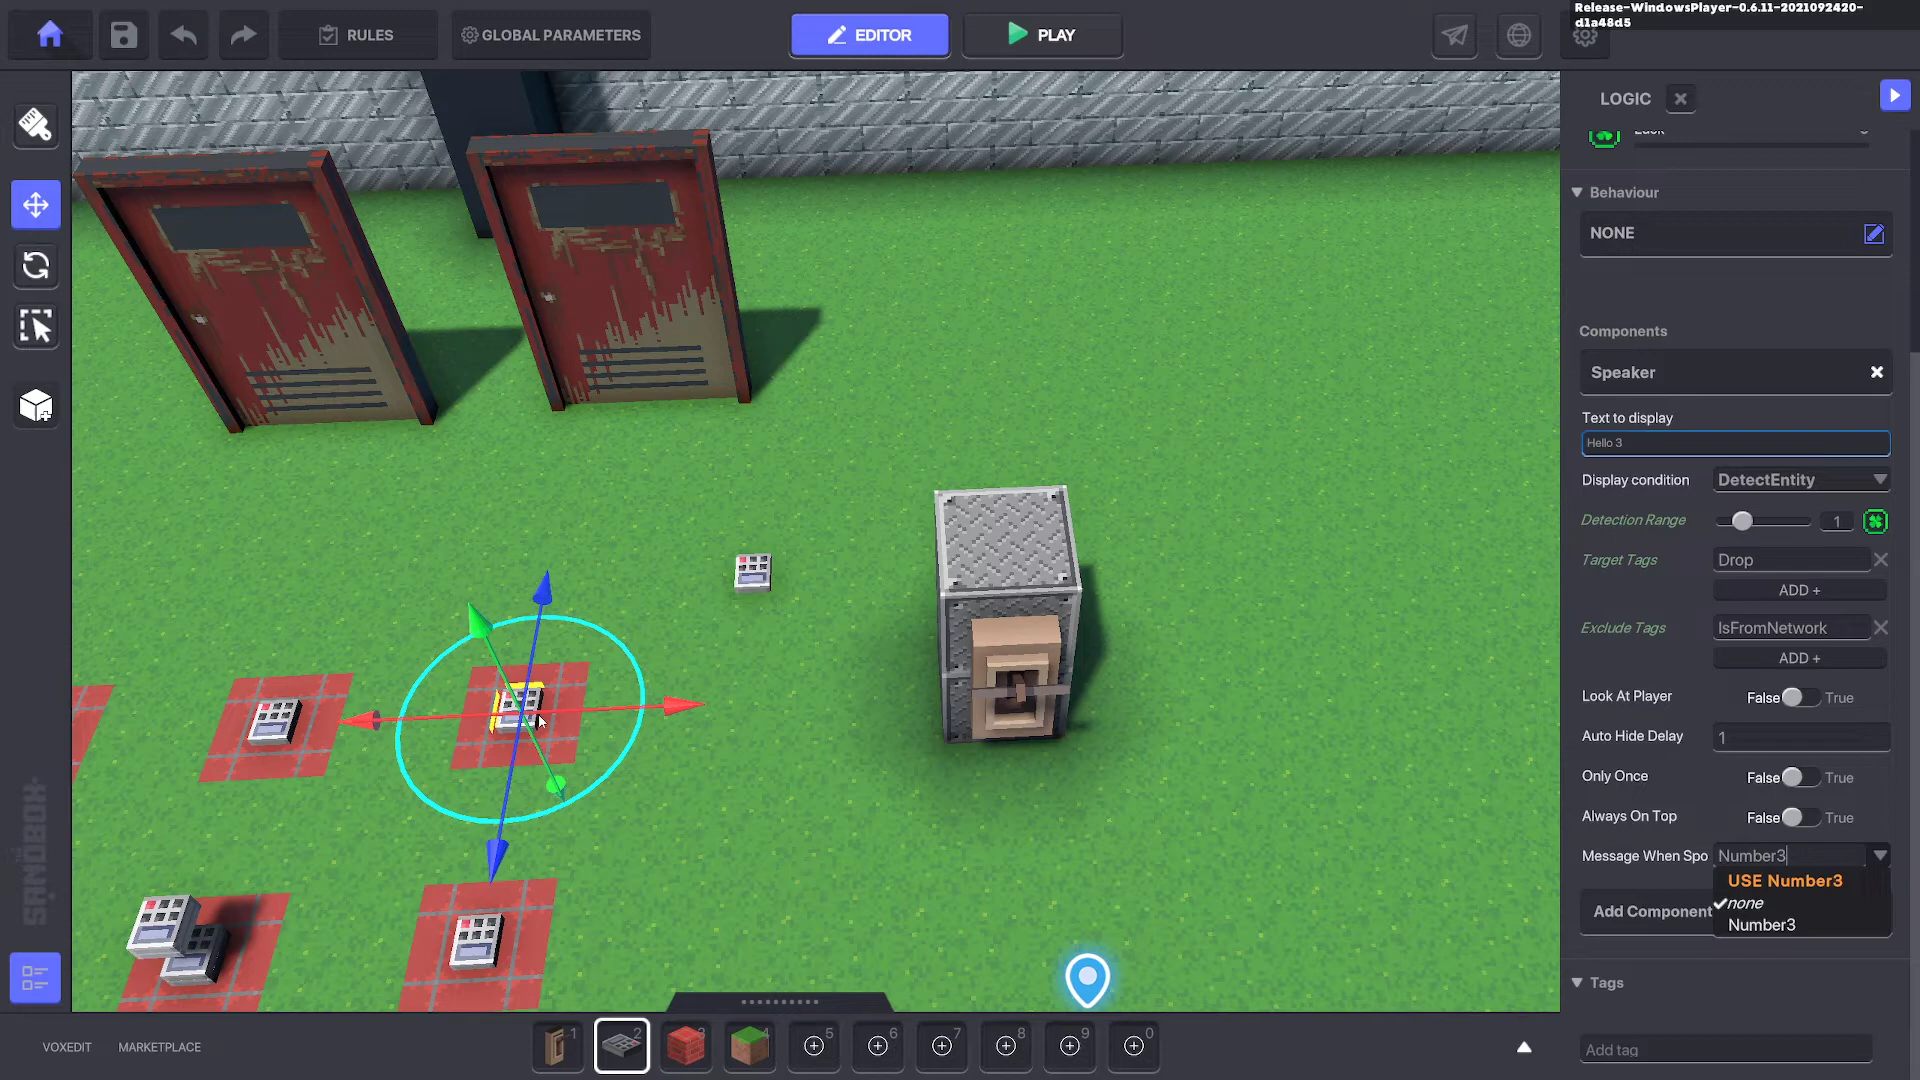 Release-WindowsPlayer-0.6.11-2021092420-
d1a48d5
RULES
GLOBAL PARAMETERS
EDITOR
PLAY
LOGIC
Behaviour
NONE
Components
Speaker
Text to display
Hello 3
Display condition
DetectEntity
Detection Range
1
Target Tags
Drop
ADD +
Exclude Tags
IsFromNetwork
ADD +
Look At Player
False
True
Auto Hide Delay
1
Only Once
False
True
Always On Top
False
True
Message When Spo
Number3
USE Number3
none
Number3
Add Component
Tags
Add tag
SANDBOX
VOXEDIT
MARKETPLACE
1
2
3
4
5
6
7
8
9
0